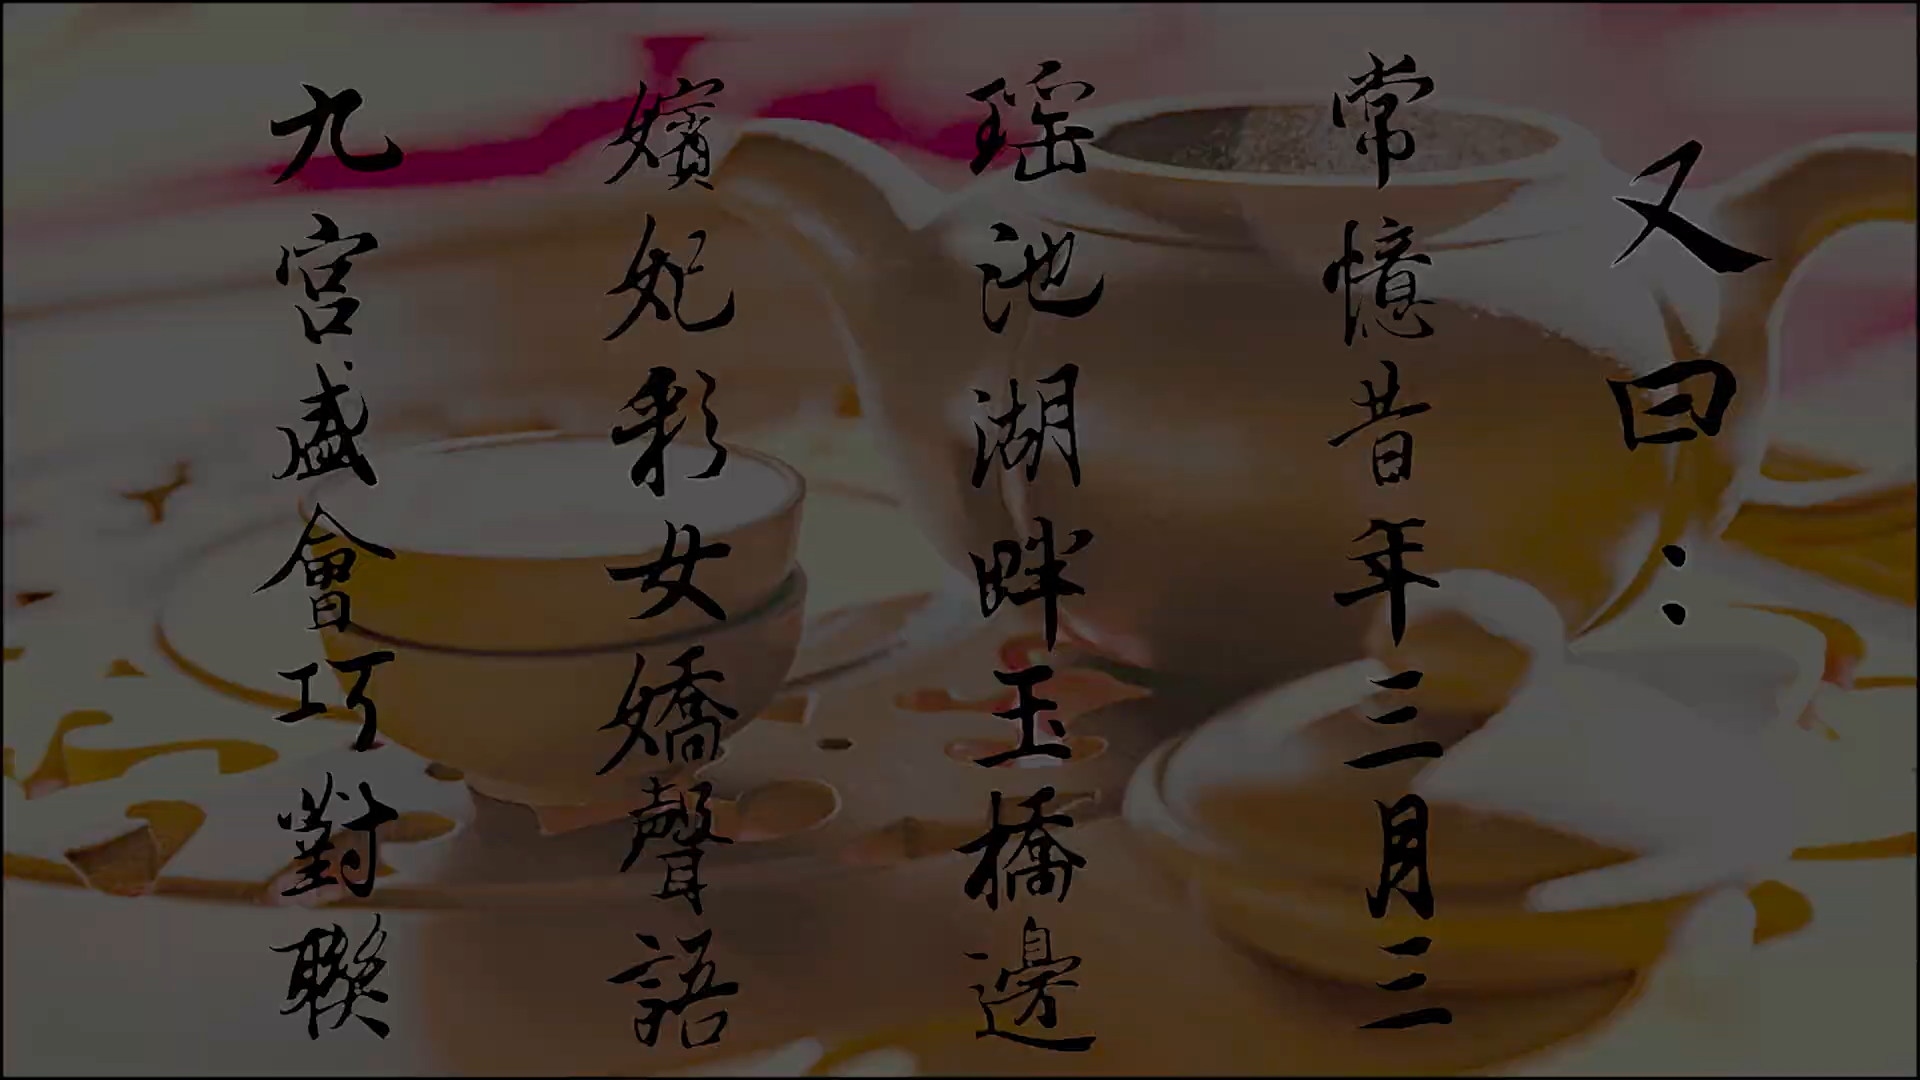 又曰：
常憶昔年三月三
瑶池湖畔玉橋邊
嬪妃彩女嬌聲語
九宮盛會巧對聯